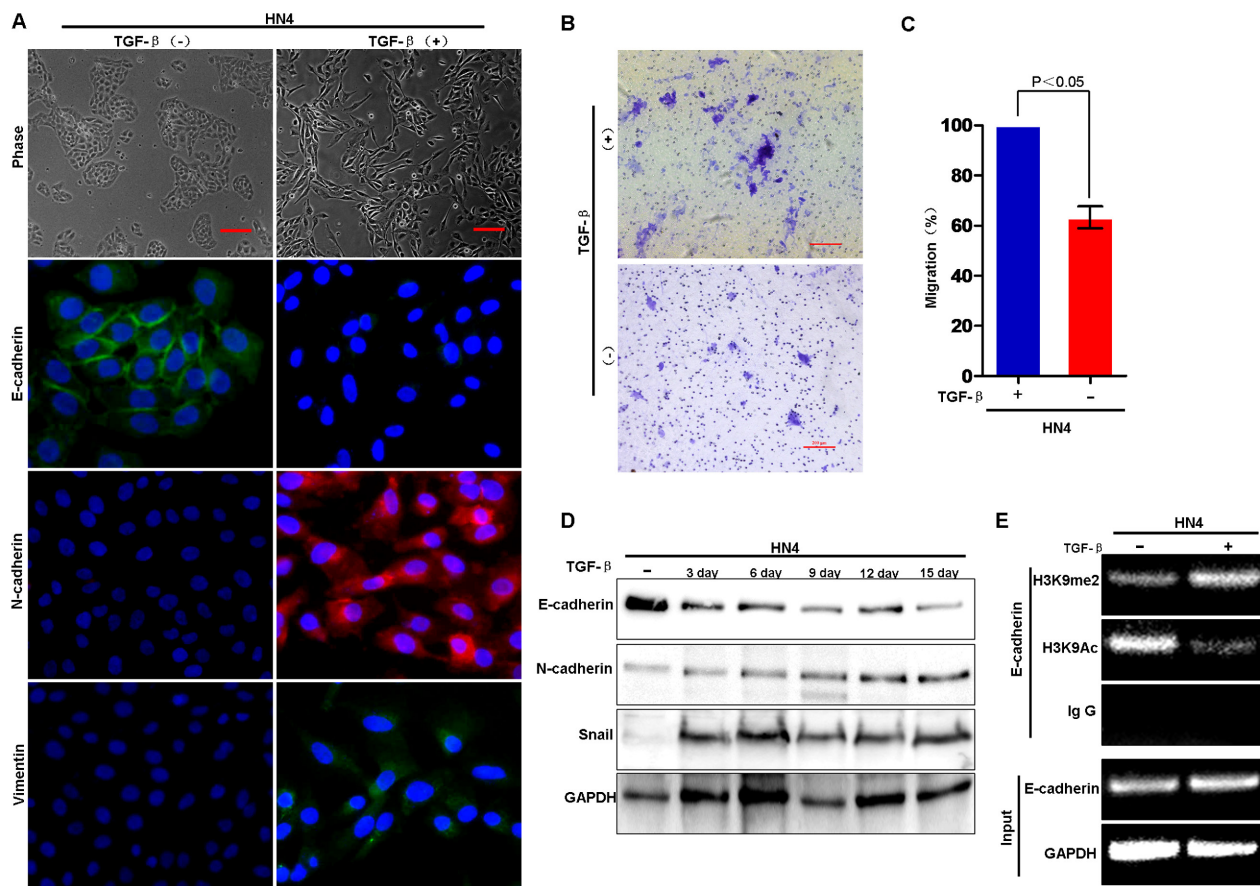 A
HN4
TGF-β (-)
TGF-β (+)
Phase
E-cadherin
N-cadherin
Vimentin
B
TGF-β
(+)
(-)
C
P<0.05
Migration (%)
100
80
60
40
20
0
TGF-β
+
-
HN4
D
HN4
TGF-β
- 3 day 6 day 9 day 12 day 15 day
E-cadherin
N-cadherin
Snail
GAPDH
E
HN4
TGF-β - +
E-cadherin
H3K9me2
H3K9Ac
Ig G
Input
E-cadherin
GAPDH